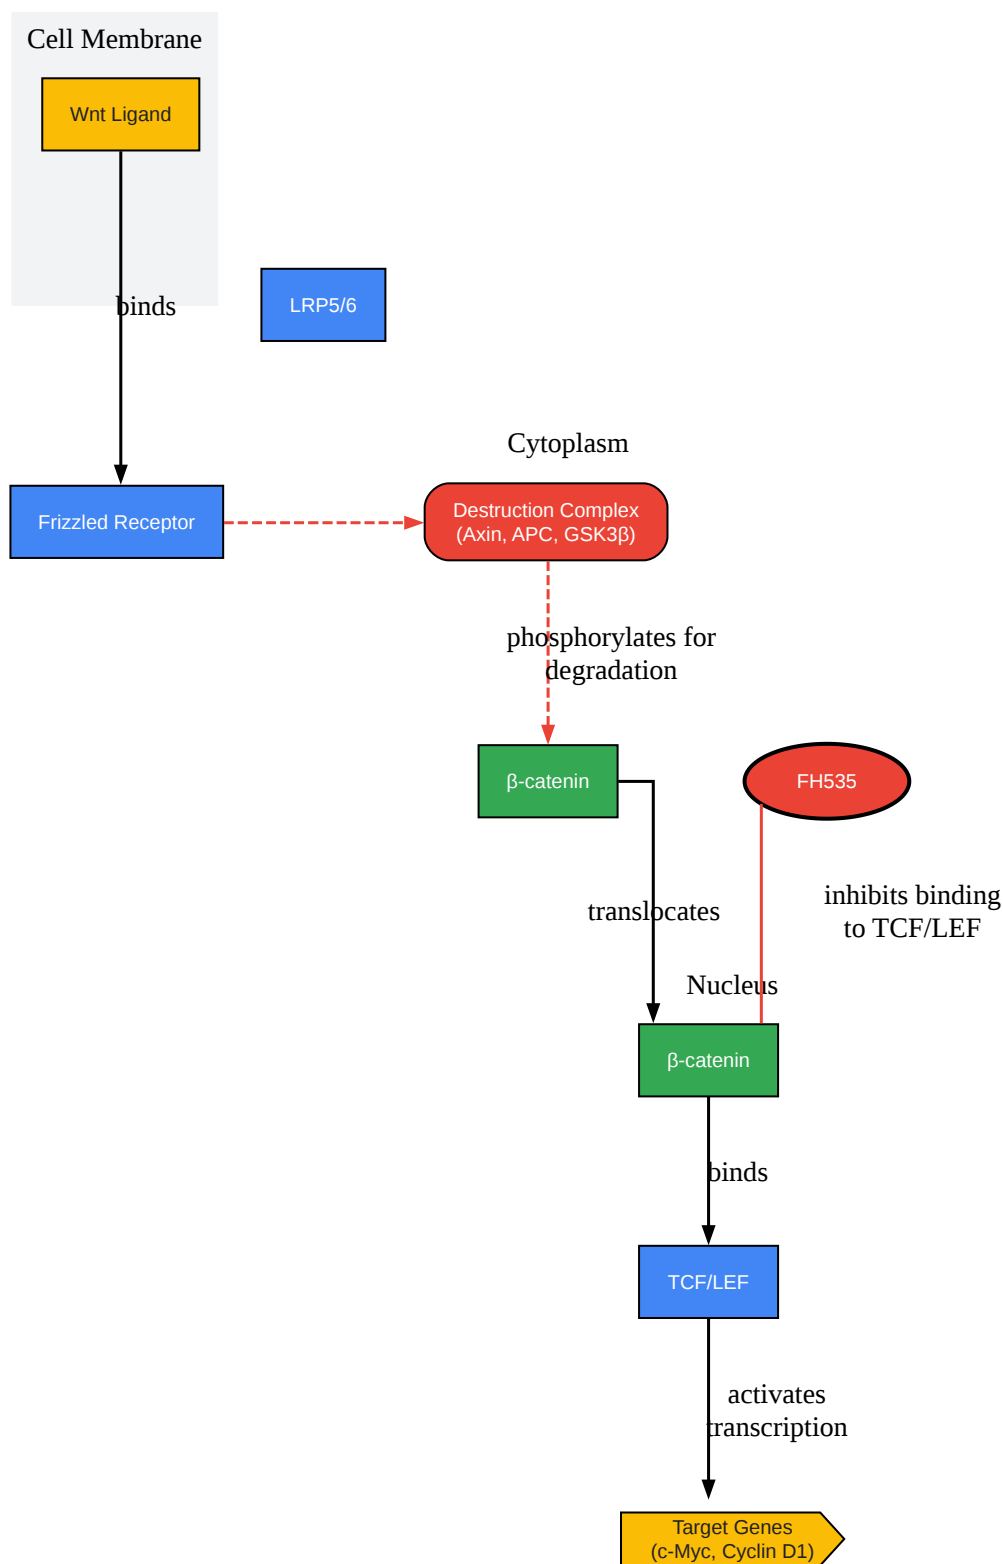 Cell Membrane
Wnt Ligand
binds
LRP5/6
Cytoplasm
Frizzled Receptor
Destruction Complex
(Axin, APC, GSK3β)
phosphorylates for
degradation
β-catenin
FH535
translocates
inhibits binding
to TCF/LEF
Nucleus
β-catenin
binds
TCF/LEF
activates
transcription
Target Genes
(c-Myc, Cyclin D1)